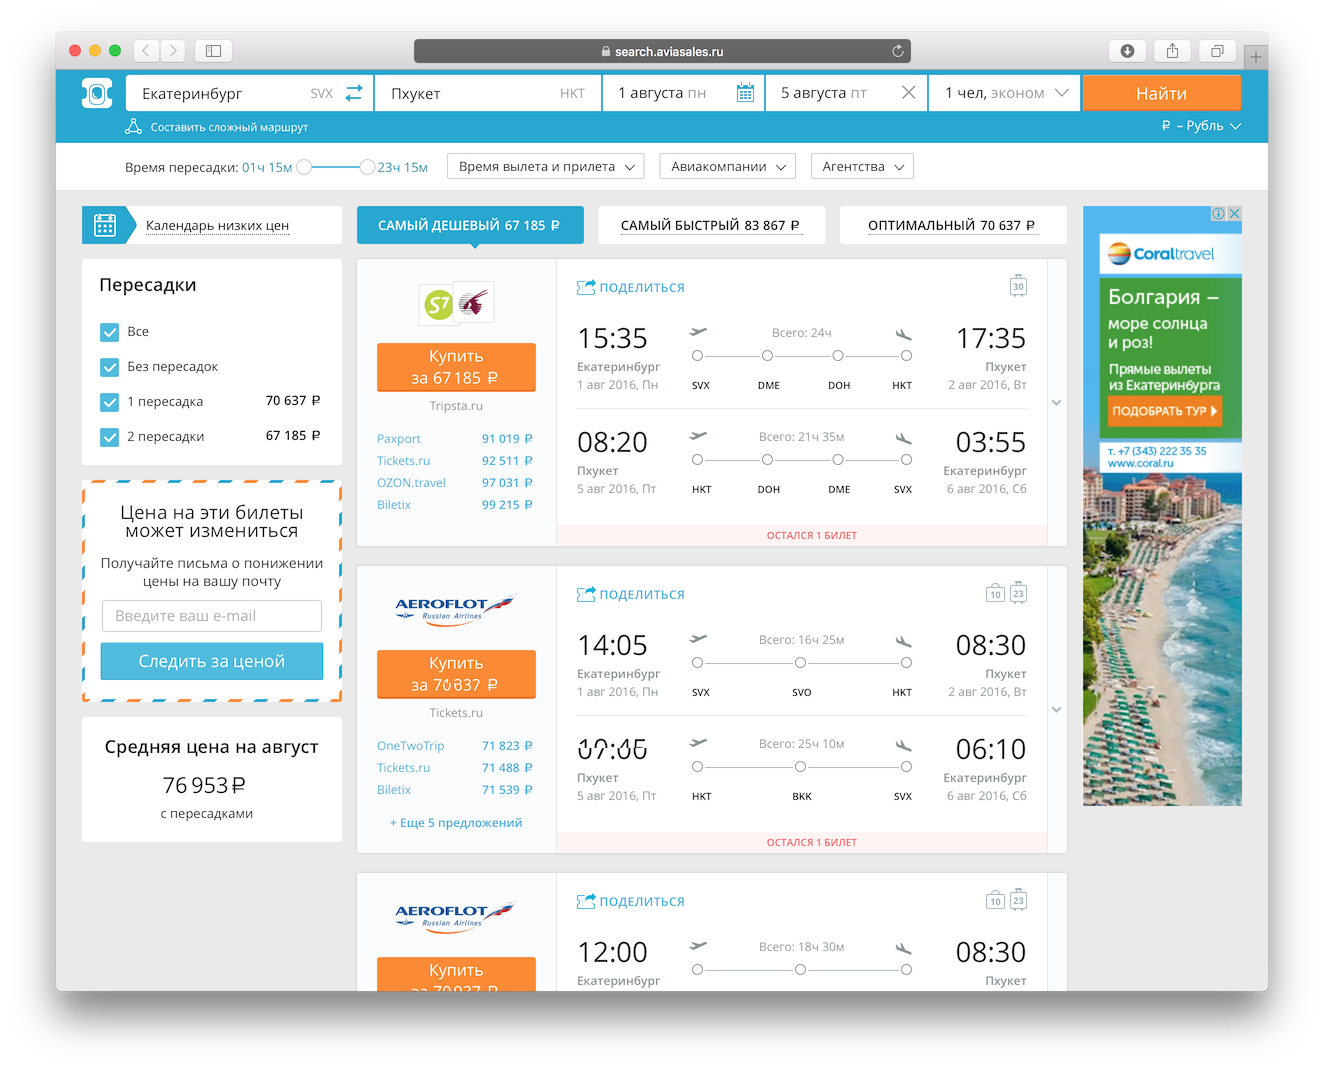 search.aviasales.ru
Екатеринбург SVX
Пхукет HKT
1 августа пн
5 августа пт
1 чел, эконом
Найти
Составить сложный маршрут
₽ – Рубль
Время пересадки: 01ч 15м 23ч 15м
Время вылета и прилета
Авиакомпании
Агентства
Календарь низких цен
САМЫЙ ДЕШЕВЫЙ 67 185 ₽
САМЫЙ БЫСТРЫЙ 83 867 ₽
ОПТИМАЛЬНЫЙ 70 637 ₽
Пересадки
Все
Без пересадок
1 пересадка 70 637 ₽
2 пересадки 67 185 ₽
Цена на эти билеты
может измениться
Получайте письма о понижении
цены на вашу почту
Введите ваш e-mail
Следить за ценой
Средняя цена на август
76 953 ₽
с пересадками
S7
Купить
за 67 185 ₽
Tripsta.ru
Paxport 91 019 ₽
Tickets.ru 92 511 ₽
OZON.travel 97 031 ₽
Biletix 99 215 ₽
ПОДЕЛИТЬСЯ
30
15:35 Всего: 24ч 17:35
Екатеринбург Пхукет
1 авг 2016, Пн SVX DME DOH HKT 2 авг 2016, Вт
08:20 Всего: 21ч 35м 03:55
Пхукет Екатеринбург
5 авг 2016, Пт HKT DOH DME SVX 6 авг 2016, Сб
ОСТАЛСЯ 1 БИЛЕТ
AEROFLOT
Russian Airlines
Купить
за ₽
Tickets.ru
OneTwoTrip 71 823 ₽
Tickets.ru 71 488 ₽
Biletix 71 539 ₽
+ Еще 5 предложений
ПОДЕЛИТЬСЯ
10 23
14:05 Всего: 16ч 25м 08:30
Екатеринбург Пхукет
1 авг 2016, Пн SVX SVO HKT 2 авг 2016, Вт
Всего: 25ч 10м 06:10
Пхукет Екатеринбург
5 авг 2016, Пт HKT BKK SVX 6 авг 2016, Сб
ОСТАЛСЯ 1 БИЛЕТ
AEROFLOT
Russian Airlines
Купить
ПОДЕЛИТЬСЯ
10 23
12:00 Всего: 18ч 30м 08:30
Екатеринбург Пхукет
Coraltravel
Болгария –
море солнца
и роз!
Прямые вылеты
из Екатеринбурга
ПОДОБРАТЬ ТУР
т. +7 (343) 222 35 35
www.coral.ru